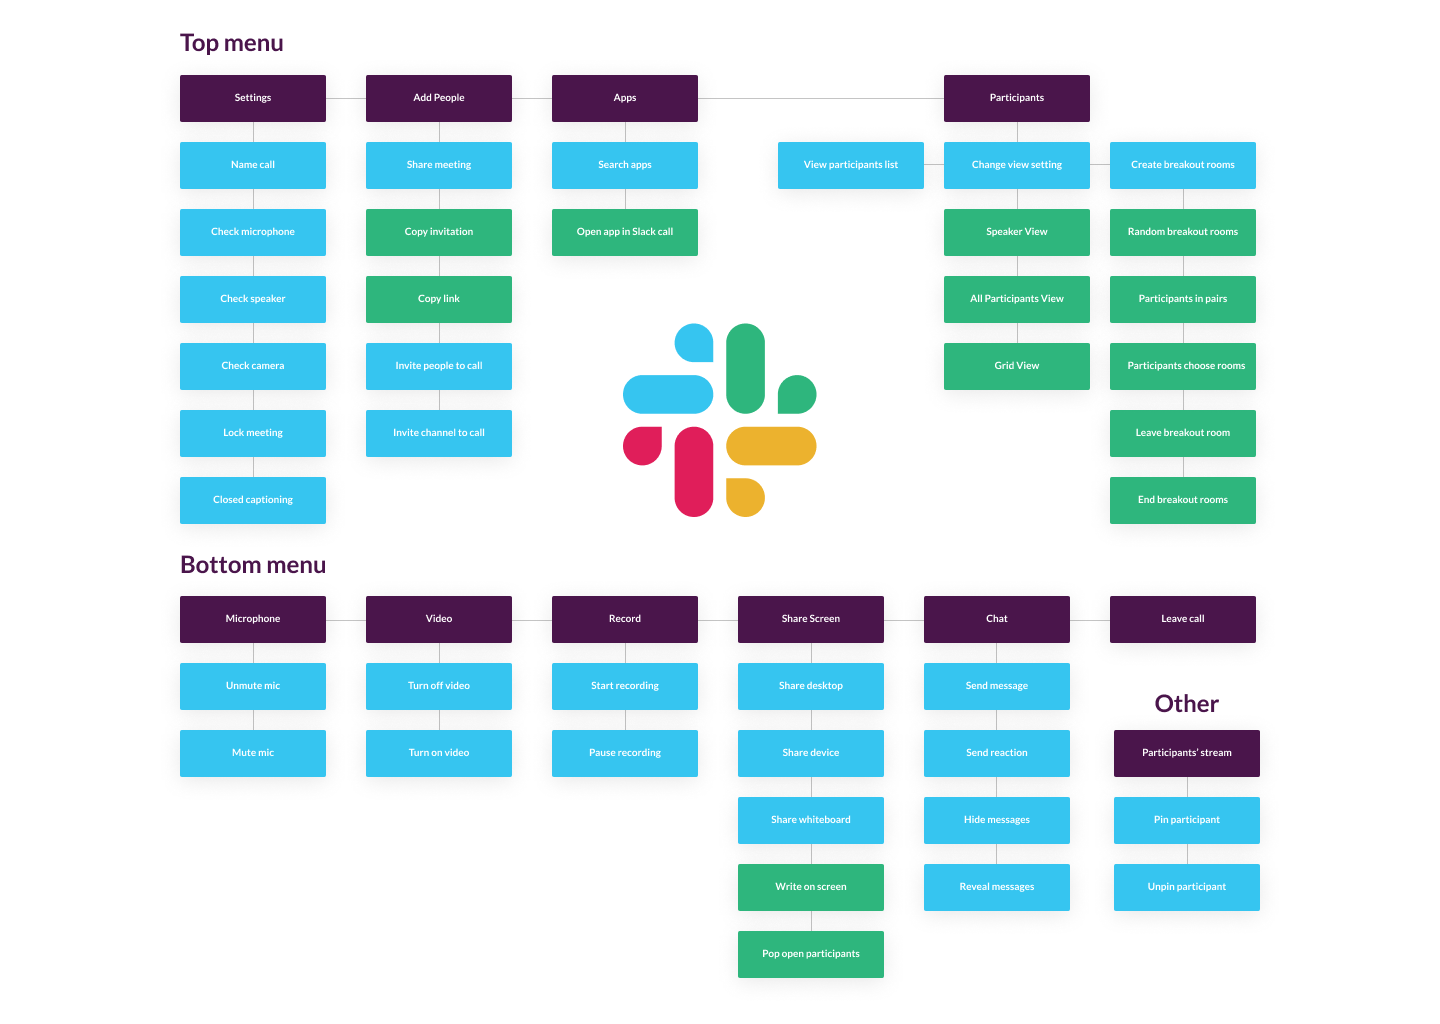 Top menu
Settings
Add People
Apps
Participants
Name call
Share meeting
Search apps
View participants list
Change view setting
Create breakout rooms
Check microphone
Copy invitation
Open app in Slack call
Speaker View
Random breakout rooms
Check speaker
Copy link
All Participants View
Participants in pairs
Check camera
Invite people to call
Grid View
Participants choose rooms
Lock meeting
Invite channel to call
Leave breakout room
Closed captioning
End breakout rooms
Bottom menu
Microphone
Video
Record
Share Screen
Chat
Leave call
Unmute mic
Turn off video
Start recording
Share desktop
Send message
Other
Mute mic
Turn on video
Pause recording
Share device
Send reaction
Participants' stream
Share whiteboard
Hide messages
Pin participant
Write on screen
Reveal messages
Unpin participant
Pop open participants